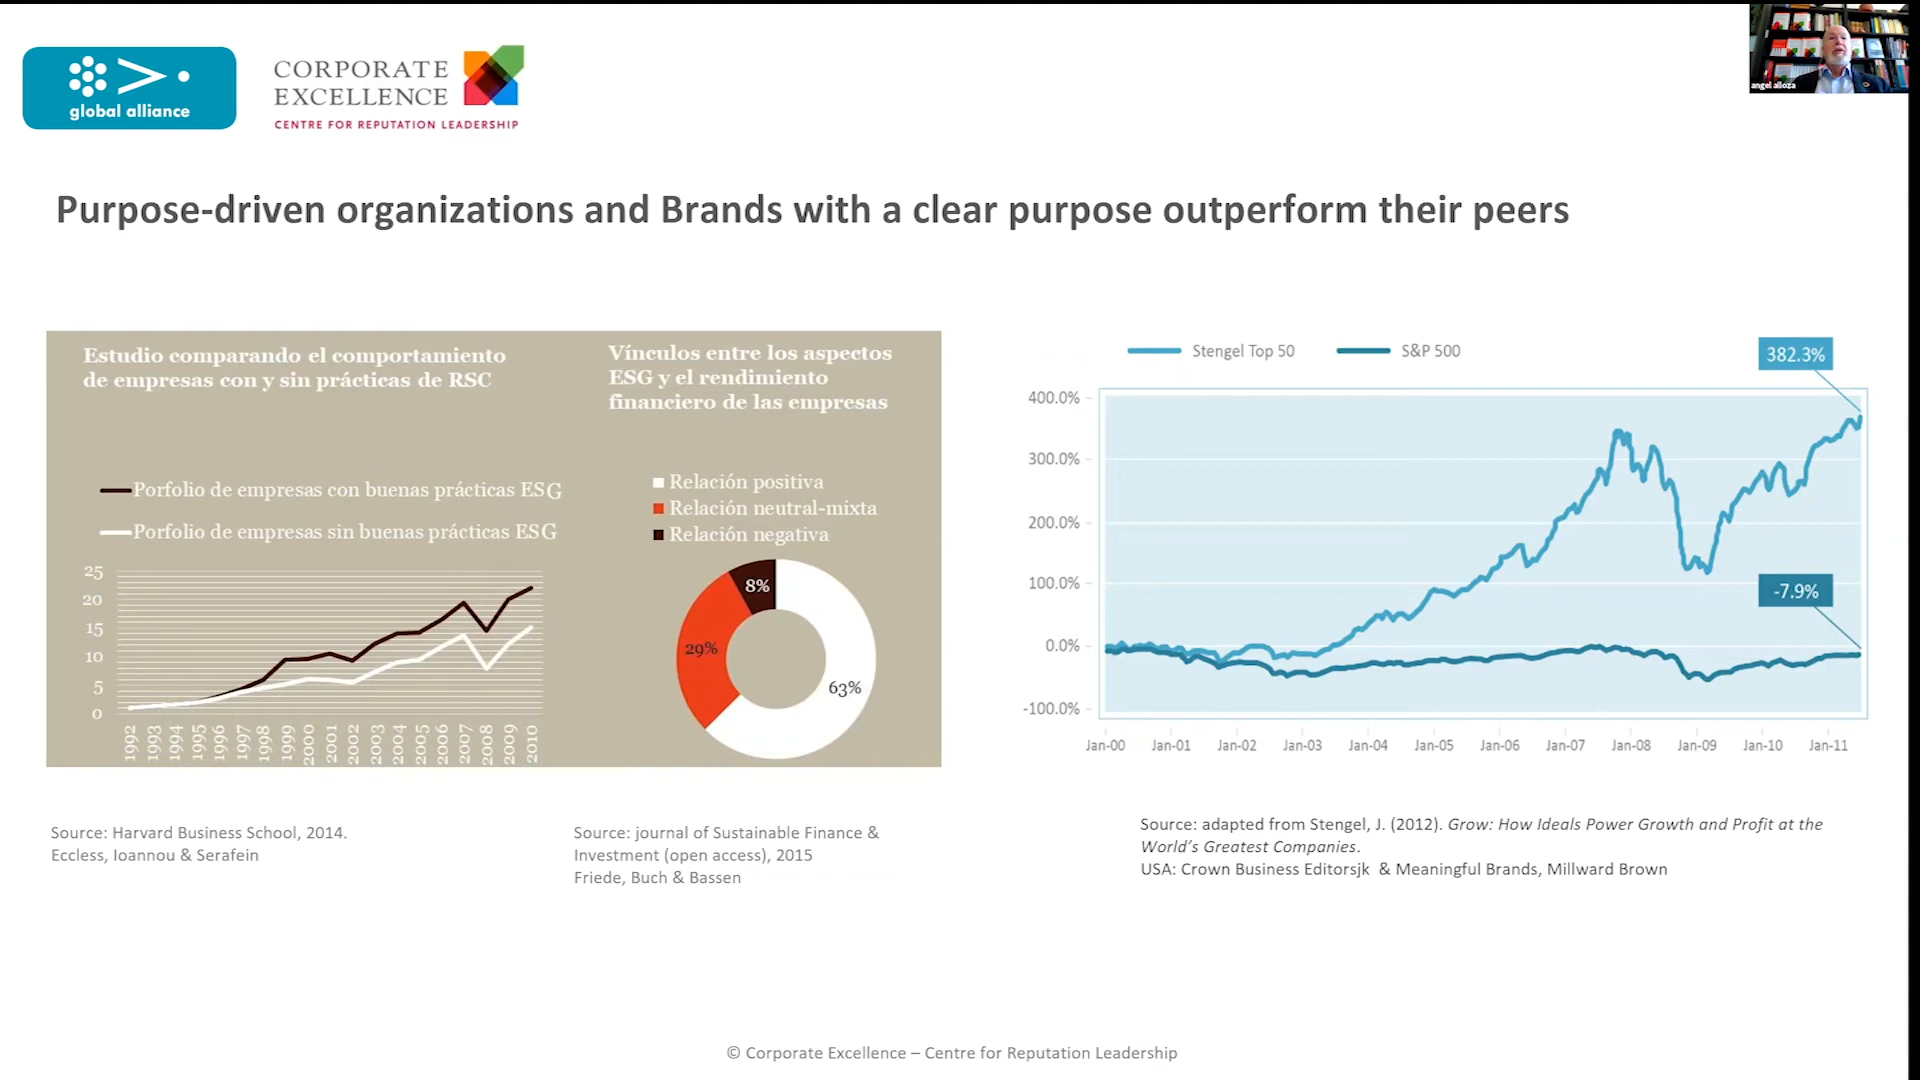 global alliance
CORPORATE
EXCELLENCE
CENTRE FOR REPUTATION LEADERSHIP
angel alloza
Purpose-driven organizations and Brands with a clear purpose outperform their peers
Estudio comparando el comportamiento
de empresas con y sin prácticas de RSC
Porfolio de empresas con buenas prácticas ESG
Porfolio de empresas sin buenas prácticas ESG
25
20
15
10
5
0
1992
1993
1994
1995
1996
1997
1998
1999
2000
2001
2002
2003
2004
2005
2006
2007
2008
2009
2010
Vínculos entre los aspectos
ESG y el rendimiento
financiero de las empresas
Relación positiva
Relación neutral-mixta
Relación negativa
8%
29%
63%
Stengel Top 50
S&P 500
382.3%
400.0%
300.0%
200.0%
100.0%
-7.9%
0.0%
-100.0%
Jan-00 Jan-01 Jan-02 Jan-03 Jan-04 Jan-05 Jan-06 Jan-07 Jan-08 Jan-09 Jan-10 Jan-11
Source: Harvard Business School, 2014.
Eccless, Ioannou & Serafein
Source: journal of Sustainable Finance &
Investment (open access), 2015
Friede, Buch & Bassen
Source: adapted from Stengel, J. (2012). Grow: How Ideals Power Growth and Profit at the
World's Greatest Companies.
USA: Crown Business Editorsjk & Meaningful Brands, Millward Brown
© Corporate Excellence – Centre for Reputation Leadership